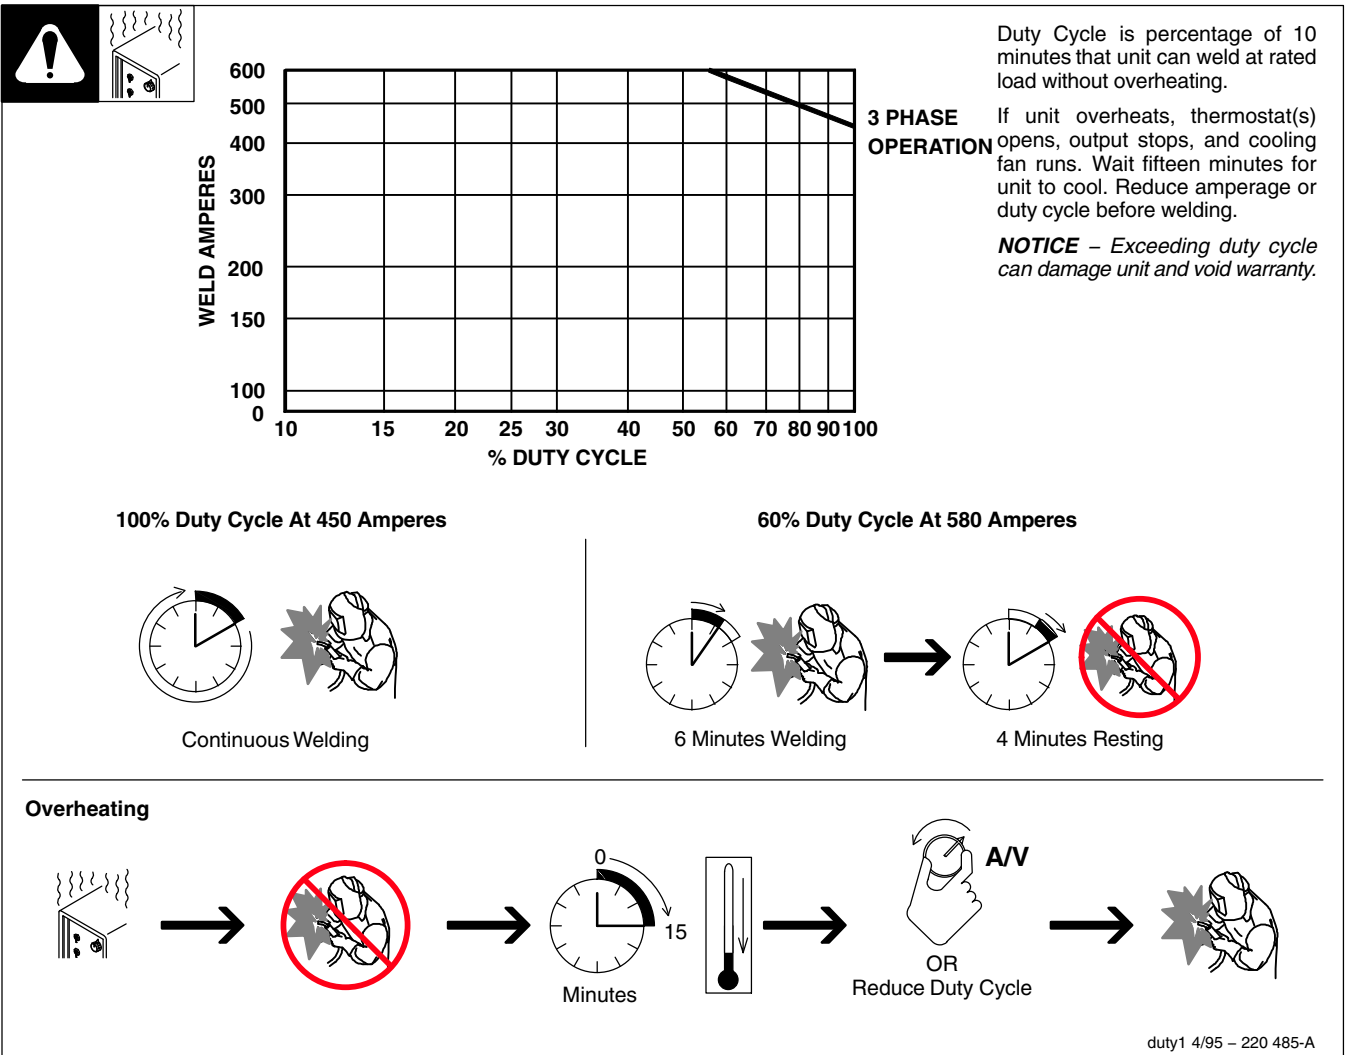 Duty Cycle is percentage of 10
minutes that unit can weld at rated
load without overheating.
If unit overheats, thermostat(s)
opens, output stops, and cooling
fan runs. Wait fifteen minutes for
unit to cool. Reduce amperage or
duty cycle before welding.
NOTICE – Exceeding duty cycle
can damage unit and void warranty.
600
500
400
300
200
150
100
0
WELD AMPERES
3 PHASE
OPERATION
10 15 20 25 30 40 50 60 70 80 90 100
% DUTY CYCLE
100% Duty Cycle At 450 Amperes
Continuous Welding
60% Duty Cycle At 580 Amperes
6 Minutes Welding
4 Minutes Resting
Overheating
0
15
Minutes
A/V
OR
Reduce Duty Cycle
duty1 4/95 – 220 485-A